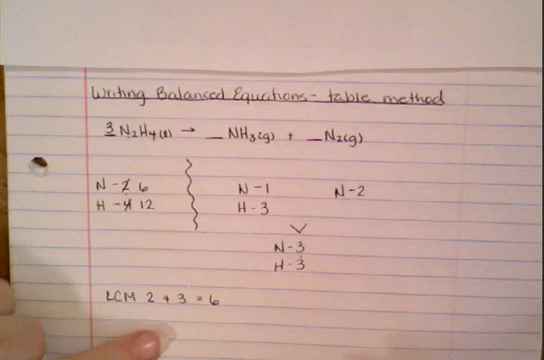 Writing Balanced Equations - table method
3 N2H4(l) → __ NH3(g) + __ N2(g)
N - 2 6 N - 1 N - 2
H - 4 12 H - 3
N - 3
H - 3
LCM 2 + 3 = 6